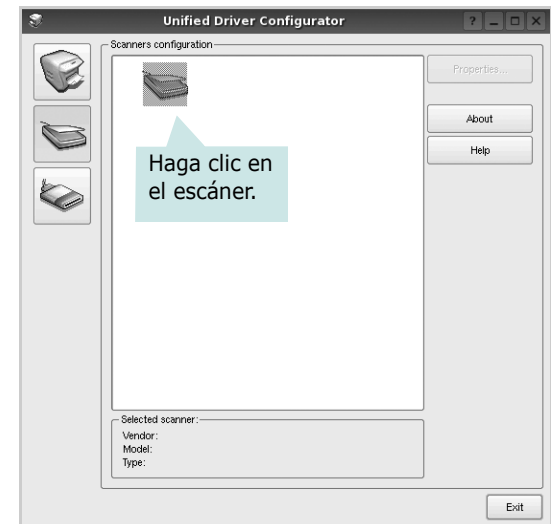 Unified Driver Configurator
Scanners configuration
Properties...
About
Help
Haga clic en
el escáner.
Selected scanner:
Vendor:
Model:
Type:
Exit